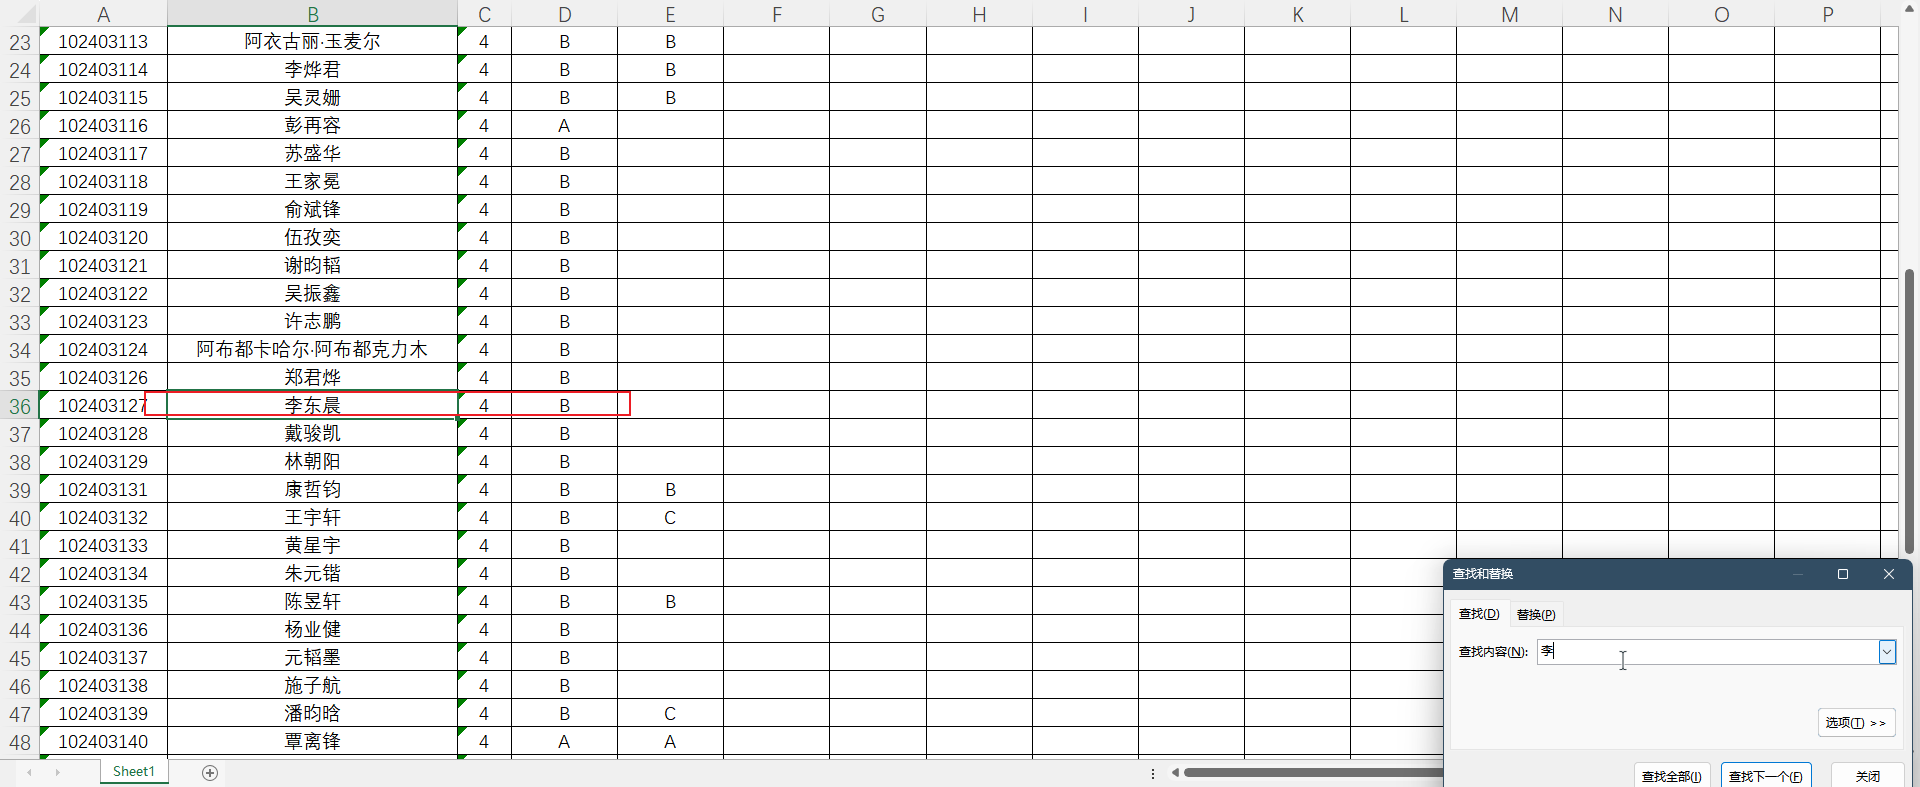 A B C D E F G H I J K L M N O P
23 102403113 阿衣古丽·玉麦尔 4 B B
24 102403114 李烨君 4 B B
25 102403115 吴灵姗 4 B B
26 102403116 彭再容 4 A
27 102403117 苏盛华 4 B
28 102403118 王家冕 4 B
29 102403119 俞斌锋 4 B
30 102403120 伍孜奕 4 B
31 102403121 谢昀韬 4 B
32 102403122 吴振鑫 4 B
33 102403123 许志鹏 4 B
34 102403124 阿布都卡哈尔·阿布都克力木 4 B
35 102403126 郑君烨 4 B
36 102403127 李东晨 4 B
37 102403128 戴骏凯 4 B
38 102403129 林朝阳 4 B
39 102403131 康哲钧 4 B B
40 102403132 王宇轩 4 B C
41 102403133 黄星宇 4 B
42 102403134 朱元锴 4 B
43 102403135 陈昱轩 4 B B
44 102403136 杨业健 4 B
45 102403137 元韬墨 4 B
46 102403138 施子航 4 B
47 102403139 潘昀晗 4 B C
48 102403140 覃离锋 4 A A
Sheet1
查找和替换
查找(D) 替换(P)
查找内容(N): 李
选项(T) >>
查找全部(I) 查找下一个(F) 关闭